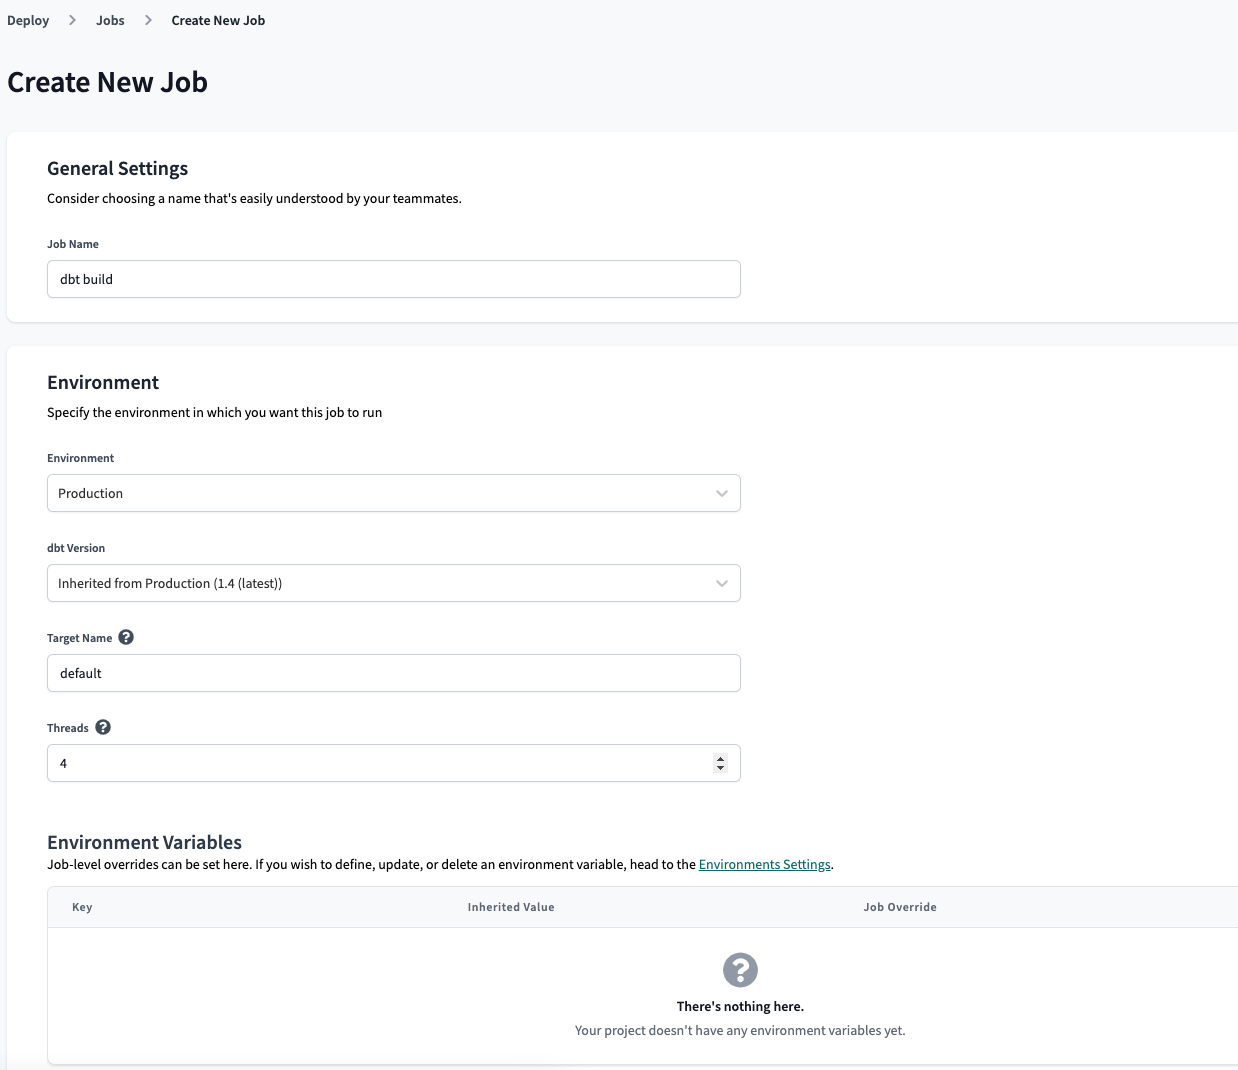 Deploy > Jobs > Create New Job
Create New Job
General Settings
Consider choosing a name that's easily understood by your teammates.
Job Name
dbt build
Environment
Specify the environment in which you want this job to run
Environment
Production
dbt Version
Inherited from Production (1.4 (latest))
Target Name ?
default
Threads ?
4
Environment Variables
Job-level overrides can be set here. If you wish to define, update, or delete an environment variable, head to the Environments Settings.
Key Inherited Value Job Override
?
There's nothing here.
Your project doesn't have any environment variables yet.